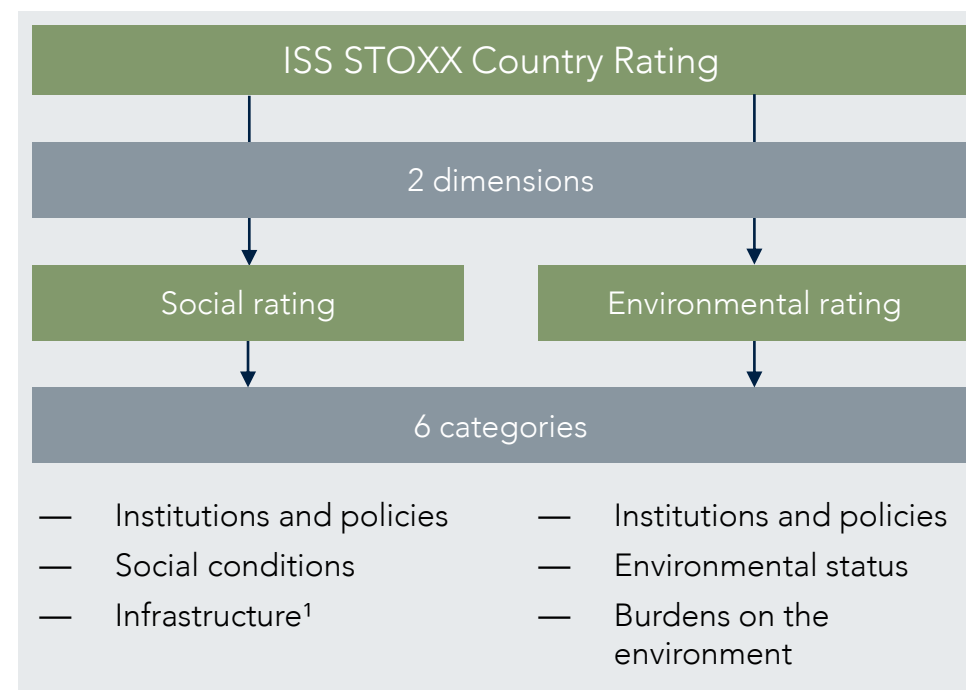 ISS STOXX Country Rating
2 dimensions
Social rating
Environmental rating
6 categories
— Institutions and policies
— Social conditions
— Infrastructure¹
— Institutions and policies
— Environmental status
— Burdens on the
environment